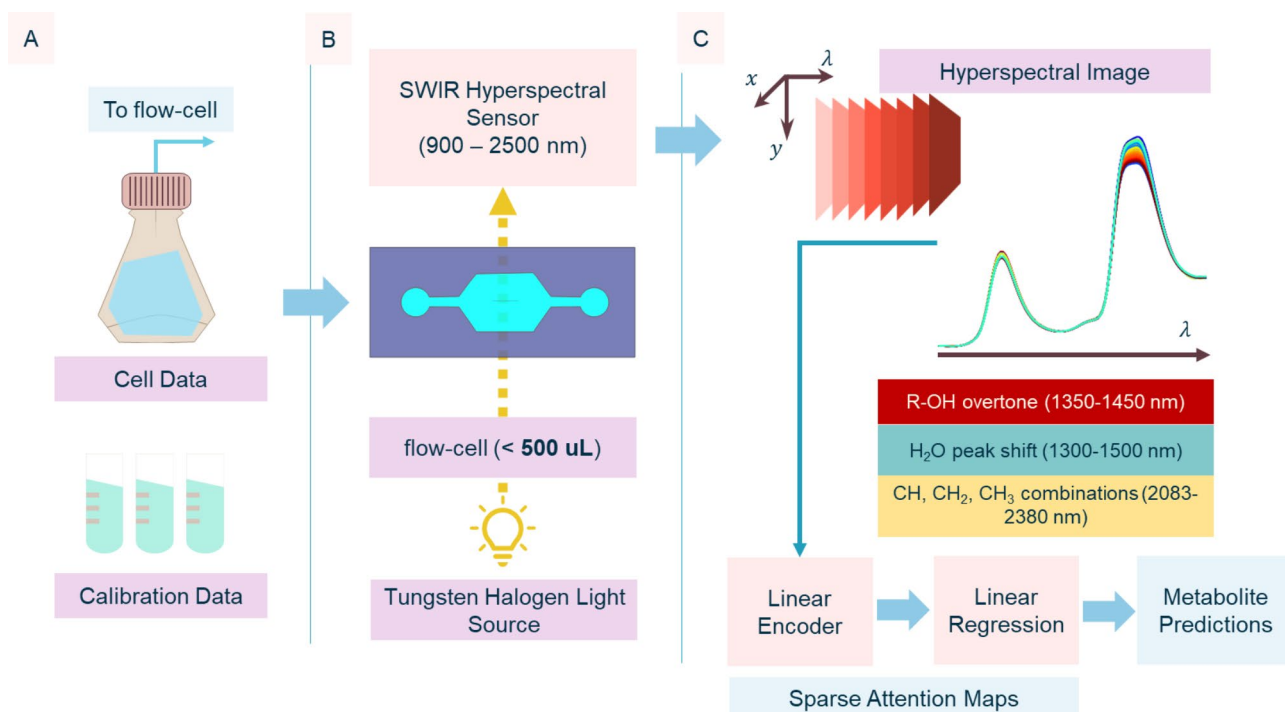 A
To flow-cell
Cell Data
Calibration Data
B
SWIR Hyperspectral
Sensor
(900 – 2500 nm)
flow-cell (< 500 uL)
Tungsten Halogen Light
Source
C
x
λ
y
Hyperspectral Image
λ
R-OH overtone (1350-1450 nm)
H₂O peak shift (1300-1500 nm)
CH, CH₂, CH₃ combinations (2083-
2380 nm)
Linear
Encoder
Linear
Regression
Metabolite
Predictions
Sparse Attention Maps